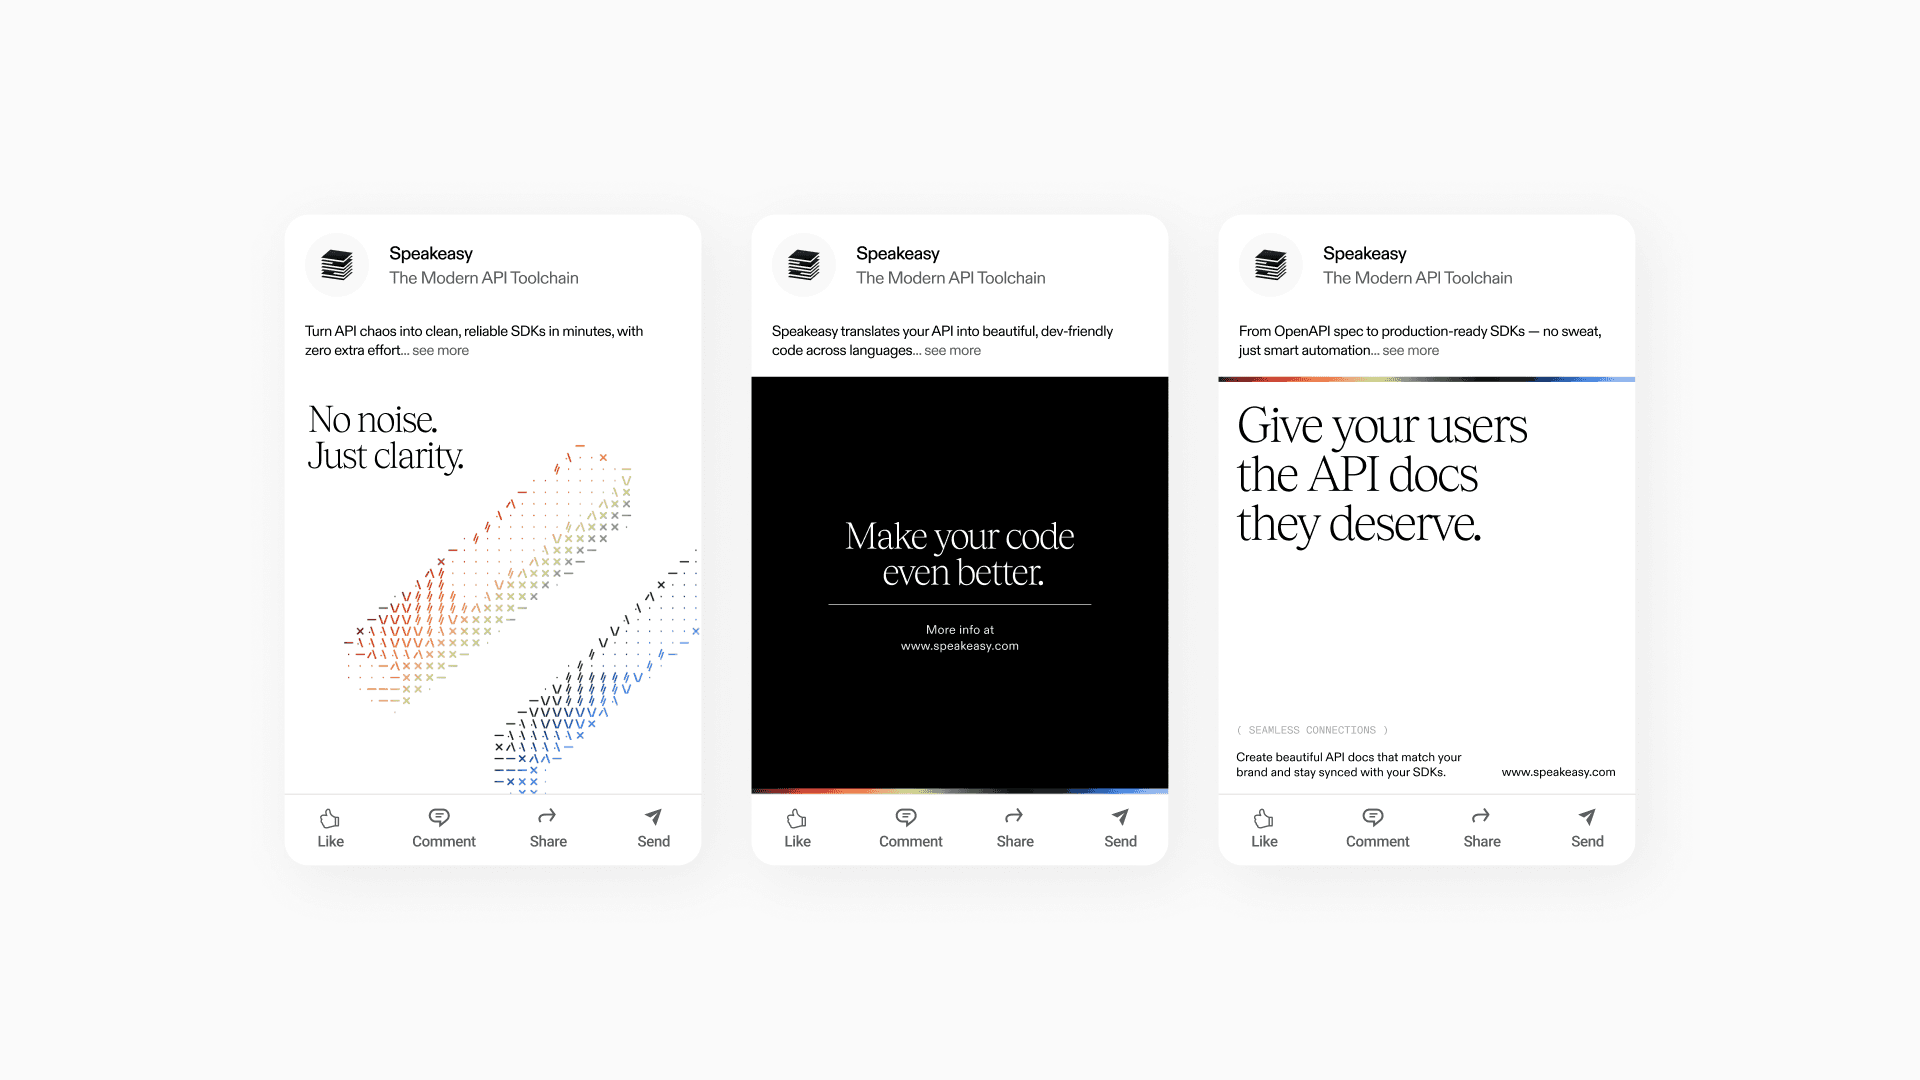 Speakeasy
The Modern API Toolchain
Turn API chaos into clean, reliable SDKs in minutes, with
zero extra effort... see more
No noise.
Just clarity.
Like
Comment
Share
Send
Speakeasy
The Modern API Toolchain
Speakeasy translates your API into beautiful, dev-friendly
code across languages... see more
Make your code
even better.
More info at
www.speakeasy.com
Like
Comment
Share
Send
Speakeasy
The Modern API Toolchain
From OpenAPI spec to production-ready SDKs — no sweat,
just smart automation... see more
Give your users
the API docs
they deserve.
( SEAMLESS CONNECTIONS )
Create beautiful API docs that match your
brand and stay synced with your SDKs.
www.speakeasy.com
Like
Comment
Share
Send